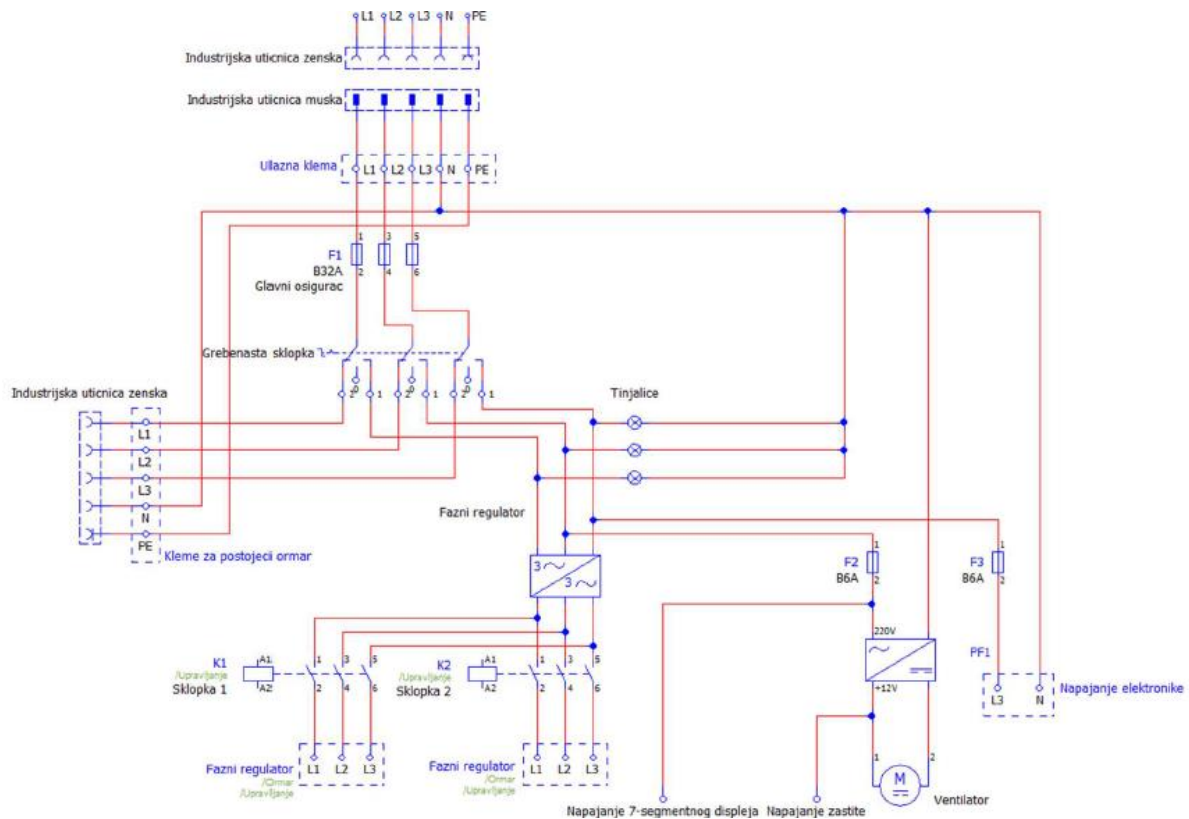 L1 L2 L3 N PE
Industrijska uticnica zenska
Industrijska utiicnica muska
Ullazna klema
L1 L2 L3 N PE
1 3 5
F1
B32A
2 4 6
Glavni osigurac
Grebenasta sklopka
2 0 1 2 0 1 2 0 1
Industrijska uticnica zenska
L1
L2
L3
N
PE
Kleme za postojecii ormar
Tinjalice
Fazni regulator
3
3
1
F2
B6A
2
1
F3
B6A
2
220V
+12V
K1
/Upravljanje
Sklopka 1
A1
A2
1 3 5
2 4 6
K2
/Upravljanje
Sklopka 2
A1
A2
1 3 5
2 4 6
PF1
L3 N
Napajanje elektronike
Fazni regulator
/Ormar
/Upravljanje
L1 L2 L3
Fazni regulator
/Ormar
/Upravljanje
L1 L2 L3
1 2
M
Ventilator
Napajanje 7-segmentnog displeja
Napajanje zastite